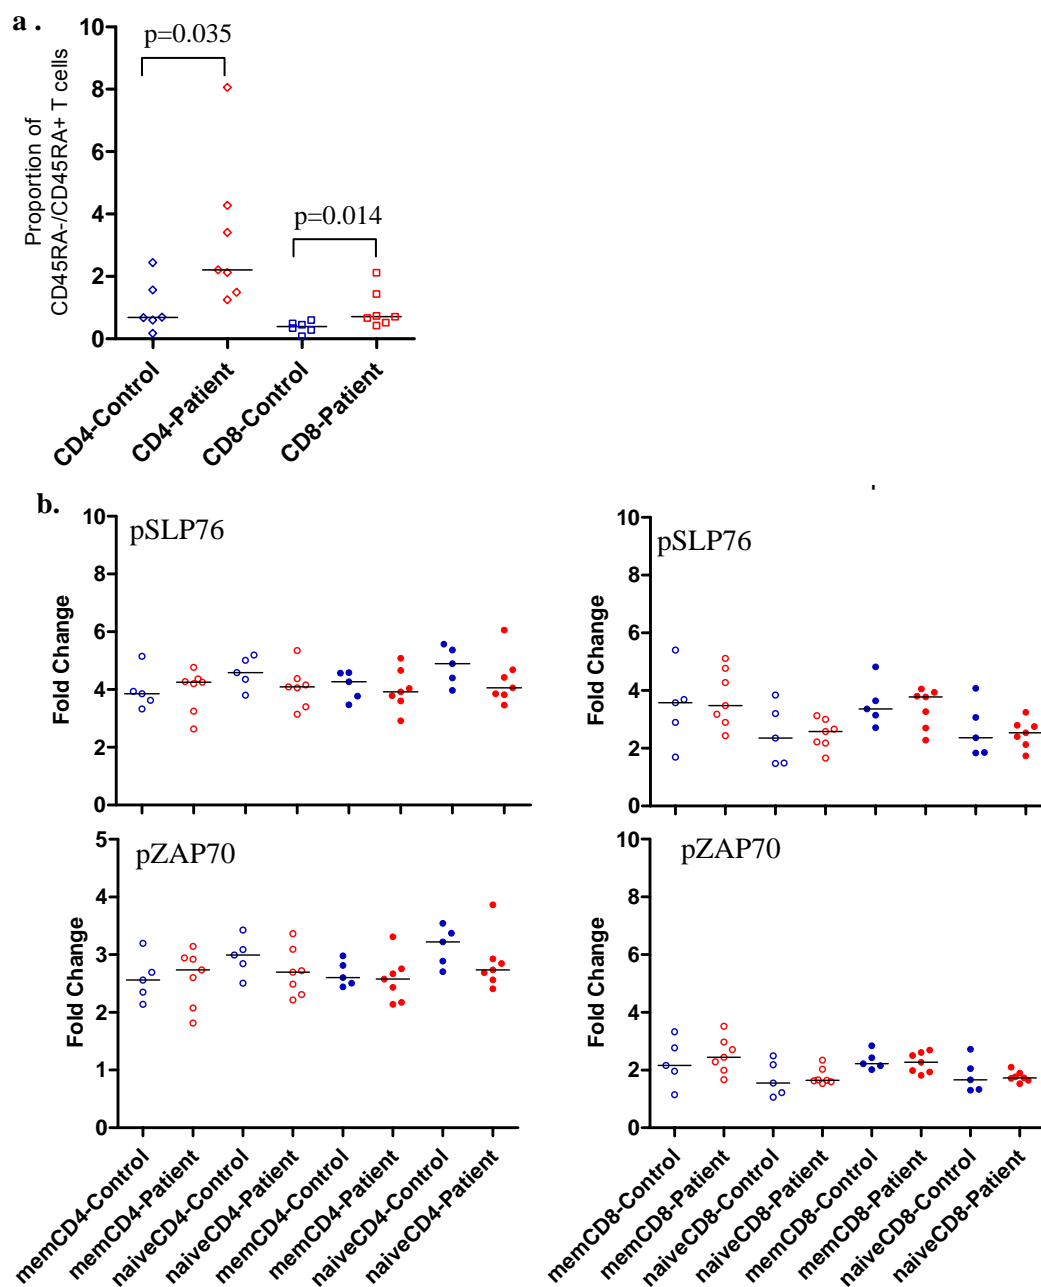 a .
10
8
6
4
2
0
Proportion of
CD45RA-/CD45RA+ T cells
p=0.035
p=0.014
CD4-Control
CD4-Patient
CD8-Control
CD8-Patient
b.
10
8
6
4
2
0
Fold Change
pSLP76
10
8
6
4
2
0
Fold Change
pSLP76
5
4
3
2
1
0
Fold Change
pZAP70
memCD4-Control
memCD4-Patient
naiveCD4-Control
naiveCD4-Patient
memCD4-Control
memCD4-Patient
naiveCD4-Control
naiveCD4-Patient
10
8
6
4
2
0
Fold Change
pZAP70
memCD8-Control
memCD8-Patient
naiveCD8-Control
naiveCD8-Patient
memCD8-Control
memCD8-Patient
naiveCD8-Control
naiveCD8-Patient